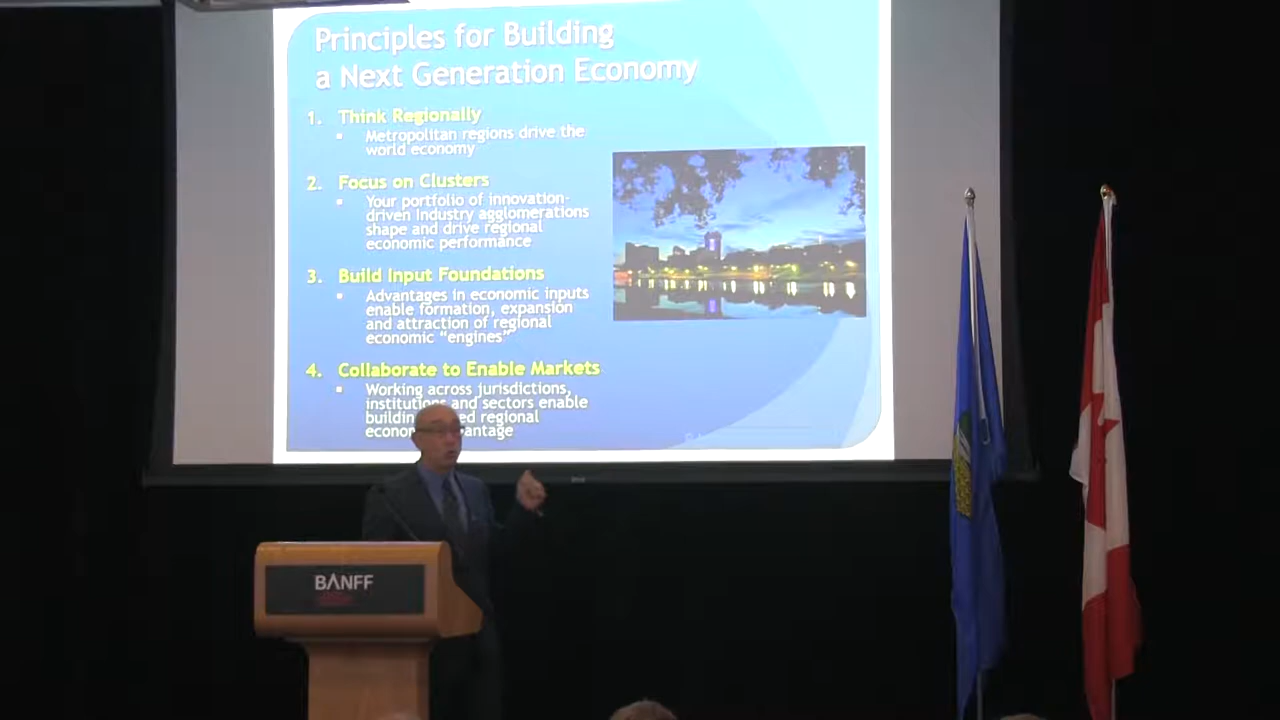 Principles for Building
a Next Generation Economy
1. Think Regionally
▪ Metropolitan regions drive the
world economy
2. Focus on Clusters
▪ Your portfolio of innovation-
driven industry agglomerations
shape and drive regional
economic performance
3. Build Input Foundations
▪ Advantages in economic inputs
enable formation, expansion
and attraction of regional
economic “engines”
4. Collaborate to Enable Markets
▪ Working across jurisdictions,
institutions and sectors enable
regional
BANFF